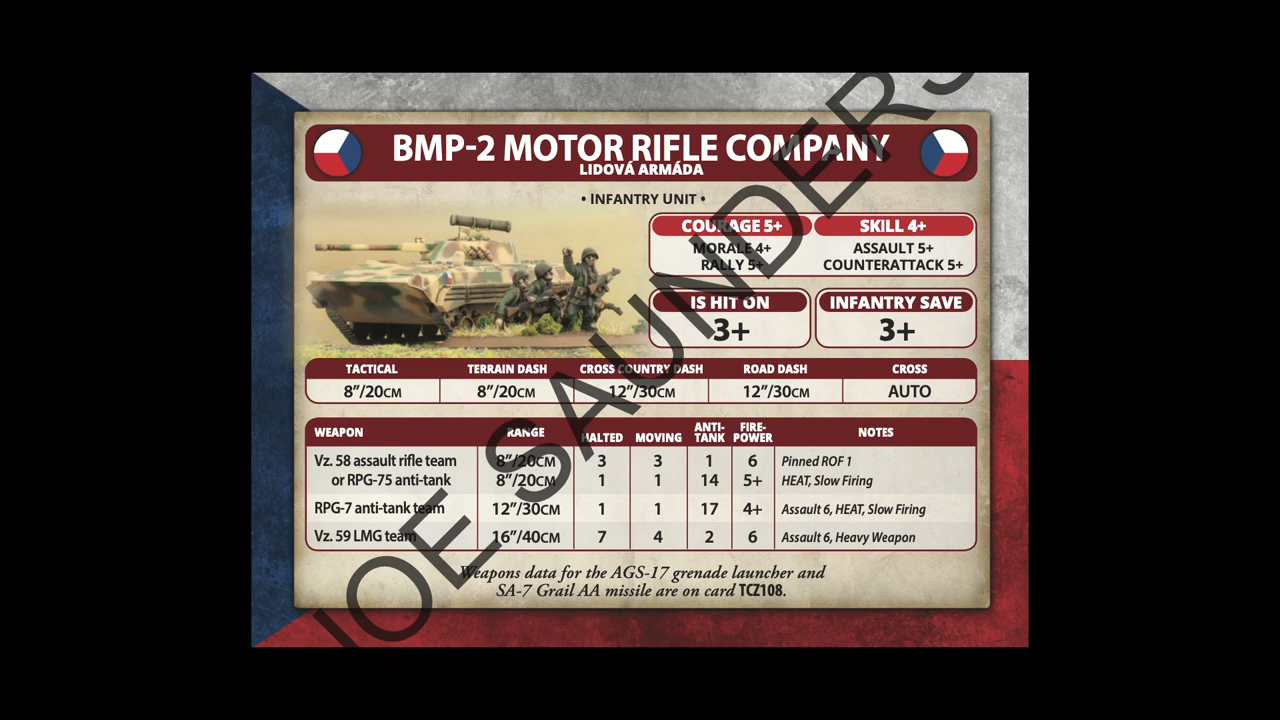 BMP-2 MOTOR RIFLE COMPANY
LIDOVÁ ARMÁDA
• INFANTRY UNIT •
COURAGE 5+ SKILL 4+
MORALE 4+ ASSAULT 5+
RALLY 5+ COUNTERATTACK 5+
IS HIT ON INFANTRY SAVE
3+ 3+
TACTICAL TERRAIN DASH CROSS COUNTRY DASH ROAD DASH CROSS
8"/20CM 8"/20CM 12"/30CM 12"/30CM AUTO
WEAPON RANGE HALTED MOVING ANTI-TANK FIRE-POWER NOTES
Vz. 58 assault rifle team 8"/20CM 3 3 1 6 Pinned ROF 1
or RPG-75 anti-tank 8"/20CM 1 1 14 5+ HEAT, Slow Firing
RPG-7 anti-tank team 12"/30CM 1 1 17 4+ Assault 6, HEAT, Slow Firing
Vz. 59 LMG team 16"/40CM 7 4 2 6 Assault 6, Heavy Weapon
Weapons data for the AGS-17 grenade launcher and
SA-7 Grail AA missile are on card TCZ108.
JOE SAUNDERS